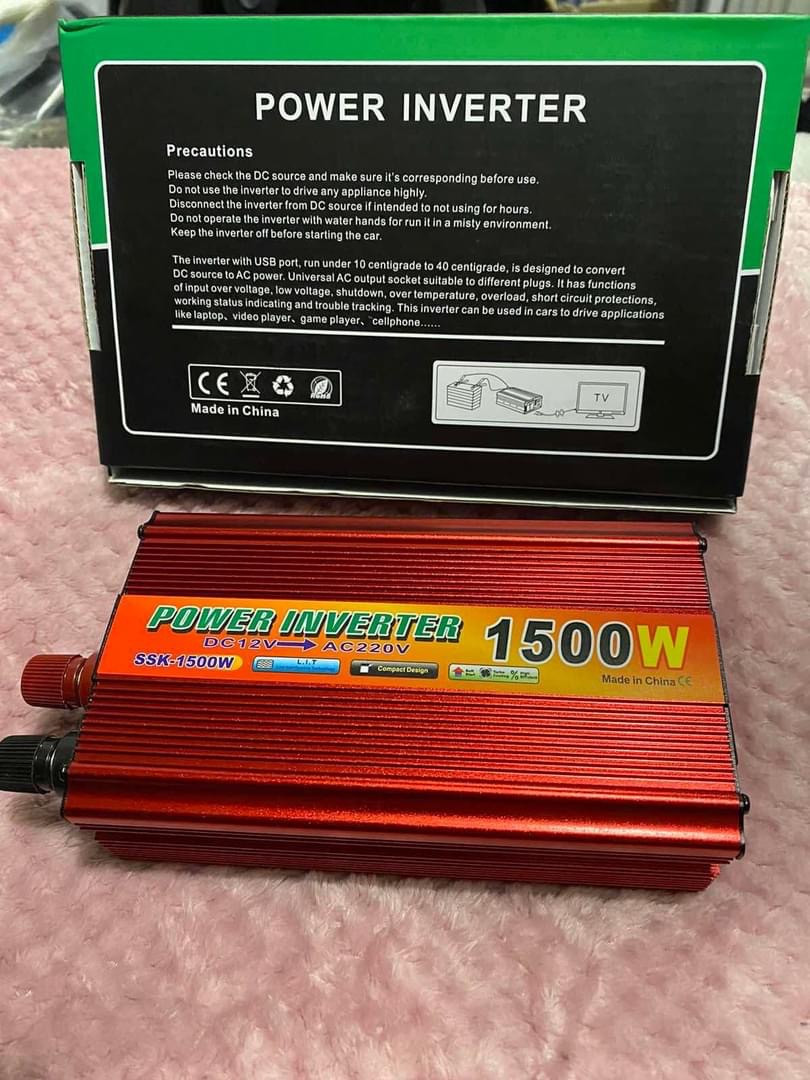 POWER INVERTER
Precautions
Please check the DC source and make sure it's corresponding before use.
Do not use the inverter to drive any appliance highly.
Disconnect the inverter from DC source if intended to not using for hours.
Do not operate the inverter with water hands for run it in a misty environment.
Keep the inverter off before starting the car.
The inverter with USB port, run under 10 centigrade to 40 centigrade, is designed to convert
DC source to AC power. Universal AC output socket suitable to different plugs. It has functions
of input over voltage, low voltage, shutdown, over temperature, overload, short circuit protections,
working status indicating and trouble tracking. This inverter can be used in cars to drive applications
like laptop、video player、game player、cellphone......
CE
RoHS
Made in China
TV
POWER INVERTER
DC12V AC220V
SSK-1500W
L.I.T
Compact Design
Soft Start
Turbo Cooling
1500W
Made in China CE